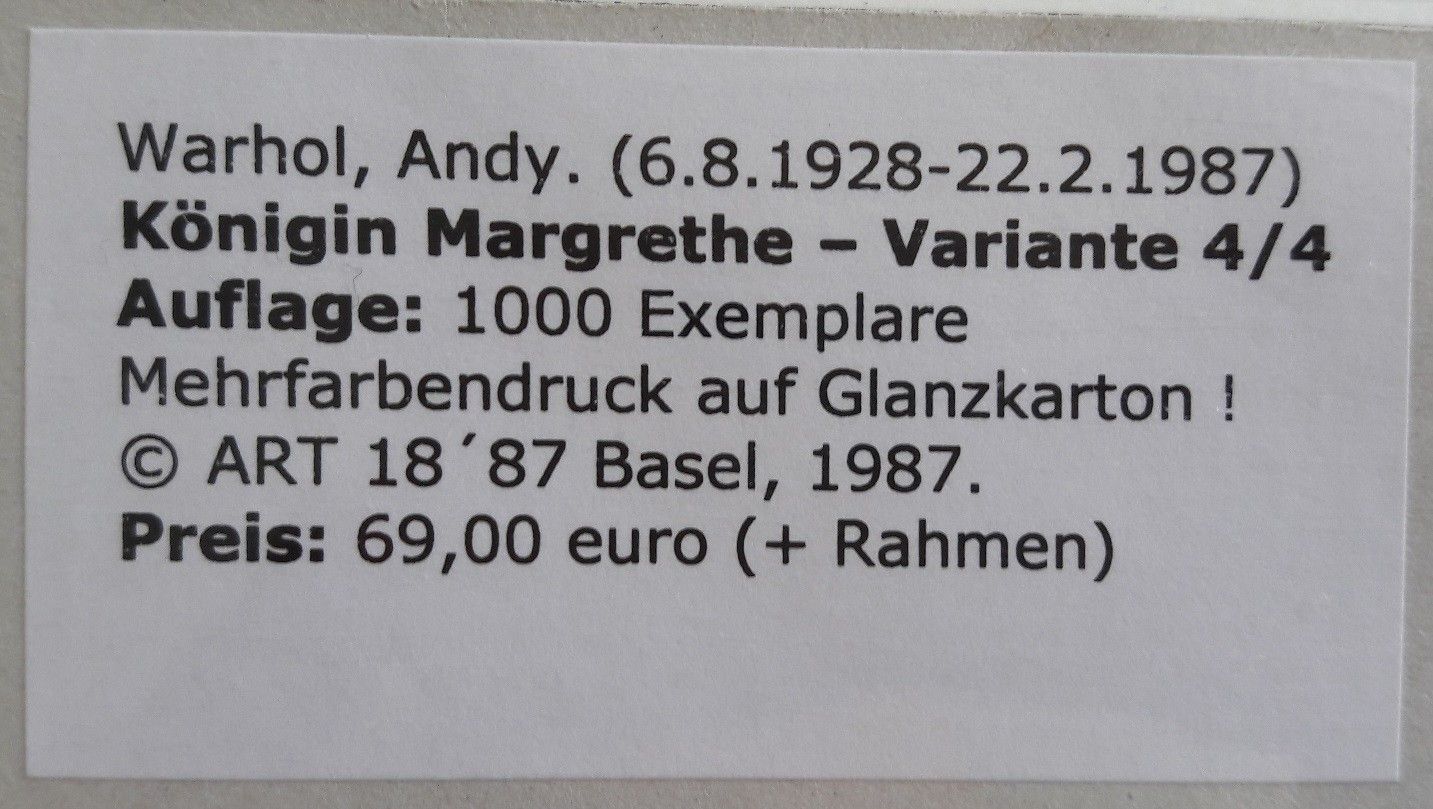 Warhol, Andy. (6.8.1928-22.2.1987)
Königin Margrethe – Variante 4/4
Auflage: 1000 Exemplare
Mehrfarbendruck auf Glanzkarton !
© ART 18´87 Basel, 1987.
Preis: 69,00 euro (+ Rahmen)